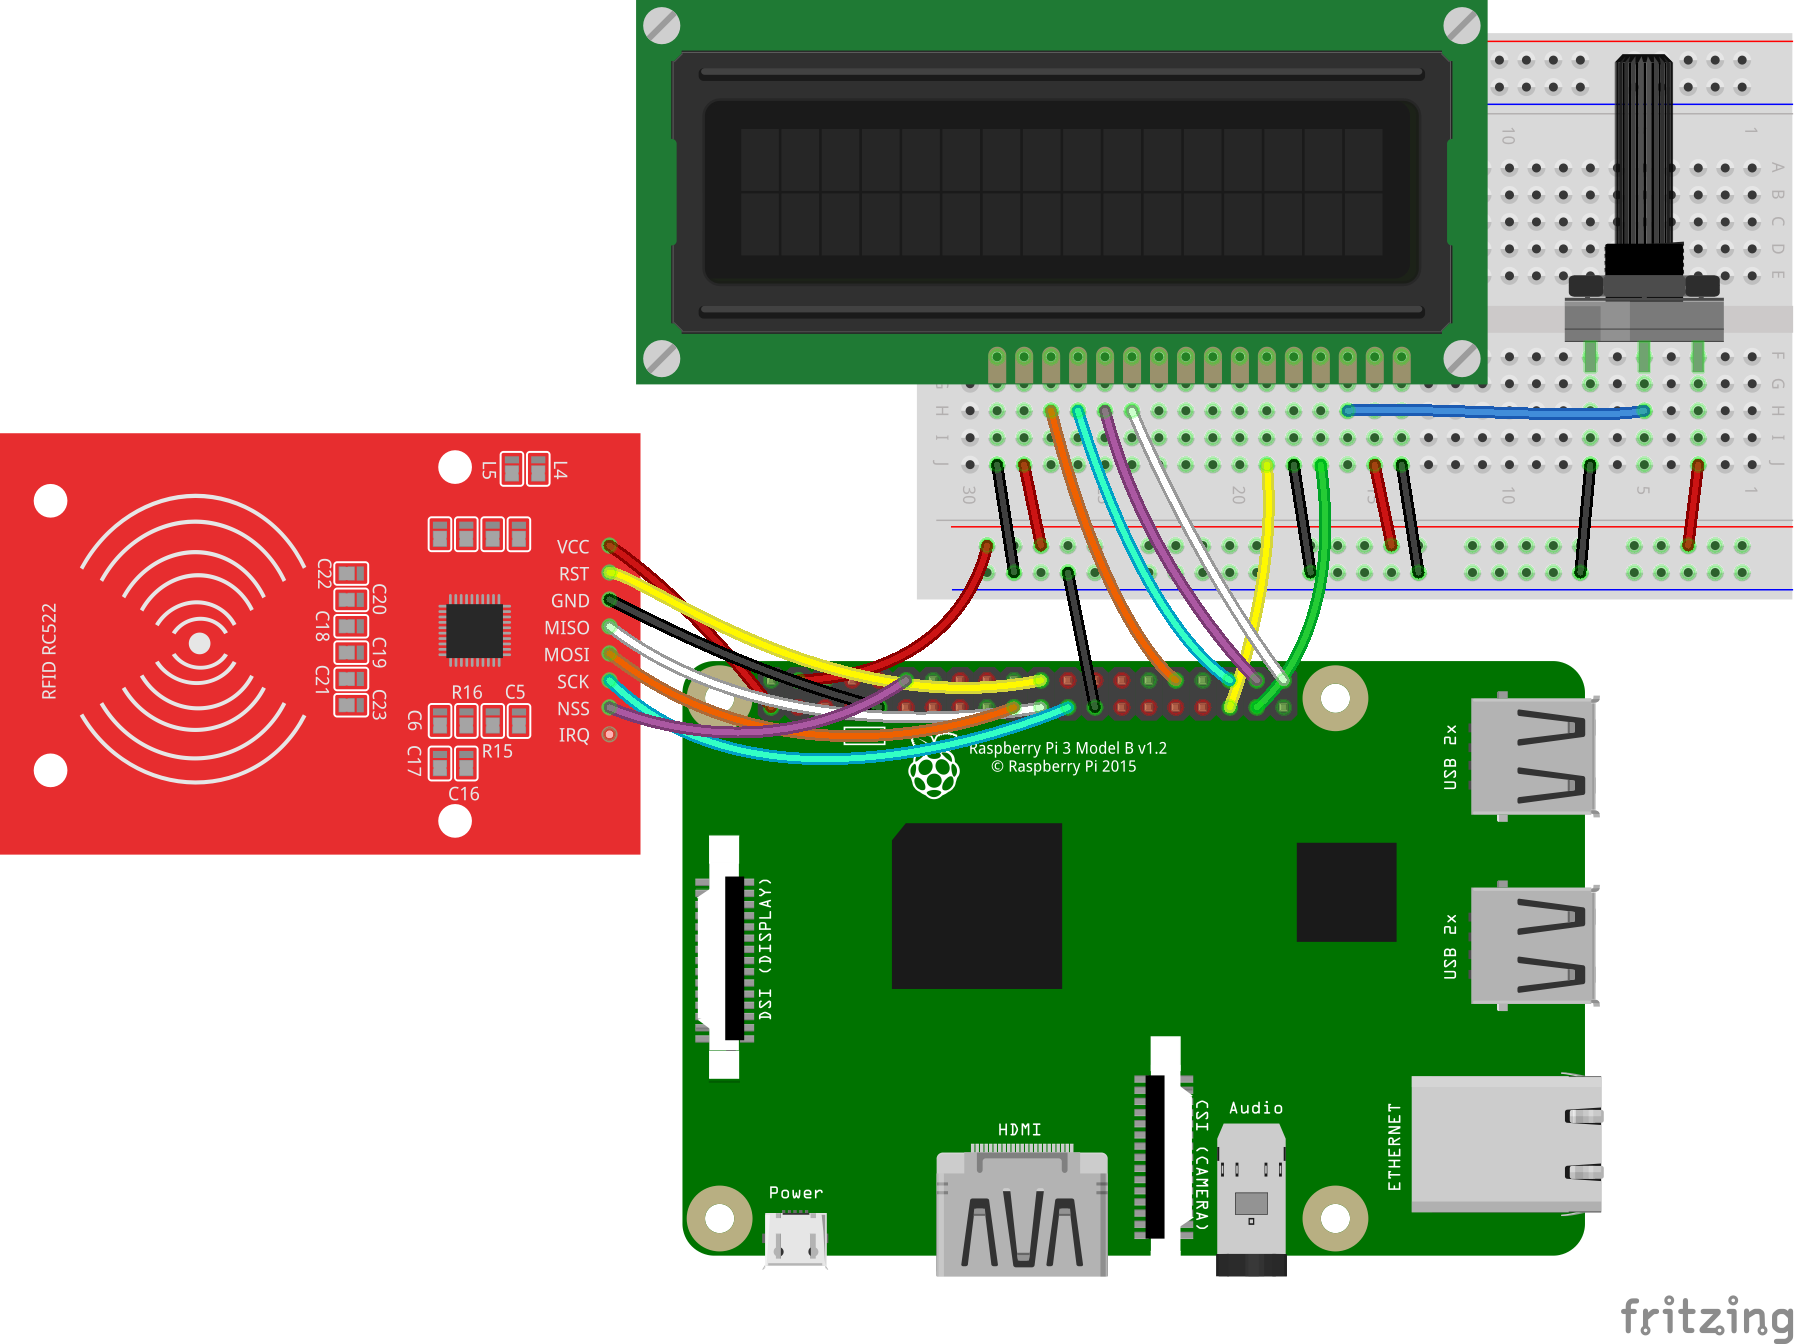 10
1
A
B
C
D
E
F
G
H
I
J
30
20
15
10
5
1
L5
L4
VCC
RST
GND
MISO
MOSI
SCK
NSS
IRQ
RFID RC522
C22
C20
C18
C19
C21
C23
R16
C5
C6
R15
C17
C16
Raspberry Pi 3 Model B v1.2
© Raspberry Pi 2015
USB 2x
USB 2x
DSI (DISPLAY)
CSI (CAMERA)
Audio
ETHERNET
HDMI
Power
fritzing